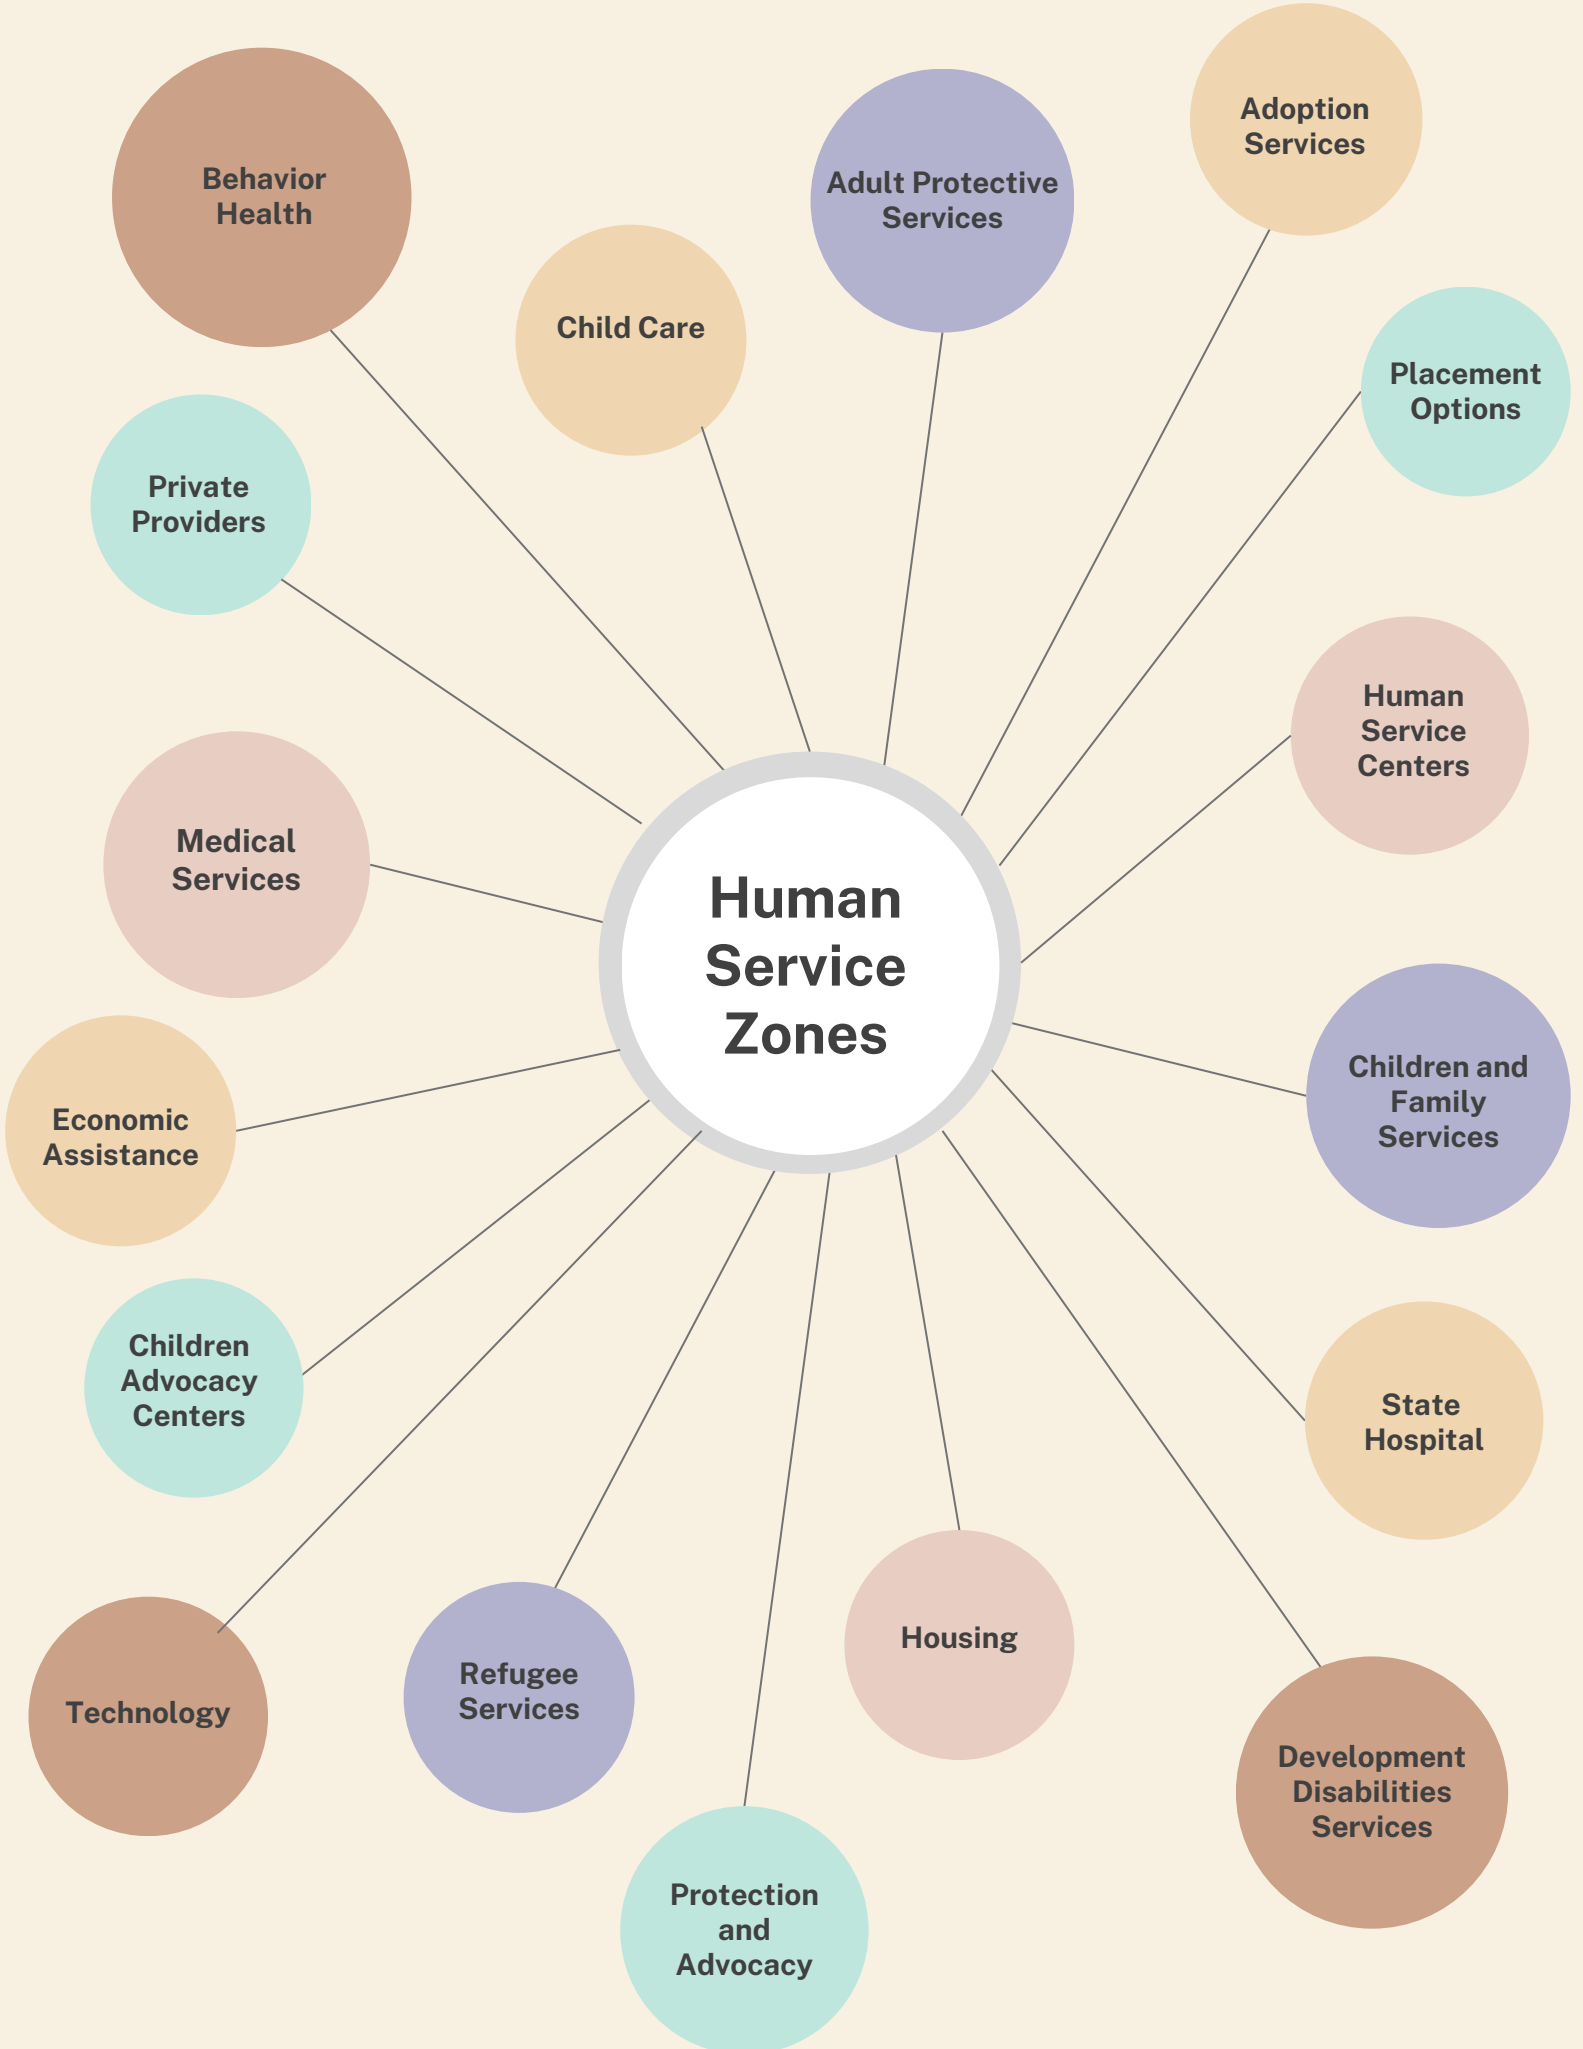 Adoption
Services
Behavior
Health
Adult Protective
Services
Child Care
Placement
Options
Private
Providers
Human
Service
Centers
Medical
Services
Human
Service
Zones
Children and
Family
Services
Economic
Assistance
Children
Advocacy
Centers
State
Hospital
Technology
Refugee
Services
Housing
Development
Disabilities
Services
Protection
and
Advocacy